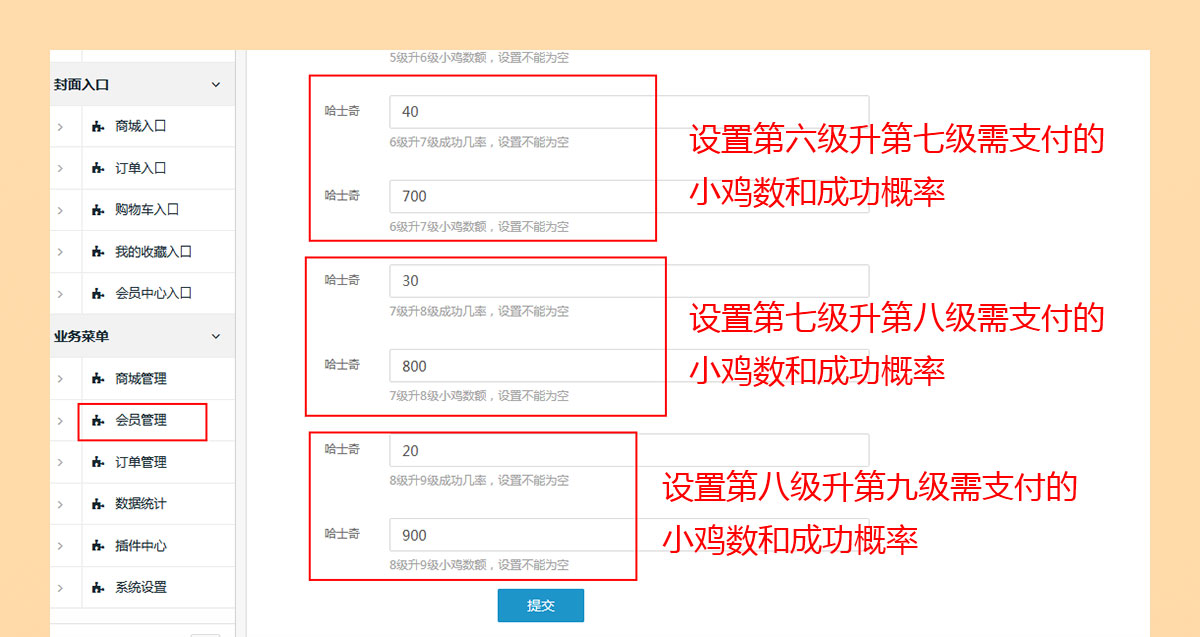 封面入口
商城入口
订单入口
购物车入口
我的收藏入口
会员中心入口
业务菜单
商城管理
会员管理
订单管理
数据统计
插件中心
系统设置
5级升6级小鸡数额，设置不能为空
哈士奇
40
6级升7级成功几率，设置不能为空
哈士奇
700
6级升7级小鸡数额，设置不能为空
设置第六级升第七级需支付的
小鸡数和成功概率
哈士奇
30
7级升8级成功几率，设置不能为空
哈士奇
800
7级升8级小鸡数额，设置不能为空
设置第七级升第八级需支付的
小鸡数和成功概率
哈士奇
20
8级升9级成功几率，设置不能为空
哈士奇
900
8级升9级小鸡数额，设置不能为空
设置第八级升第九级需支付的
小鸡数和成功概率
提交